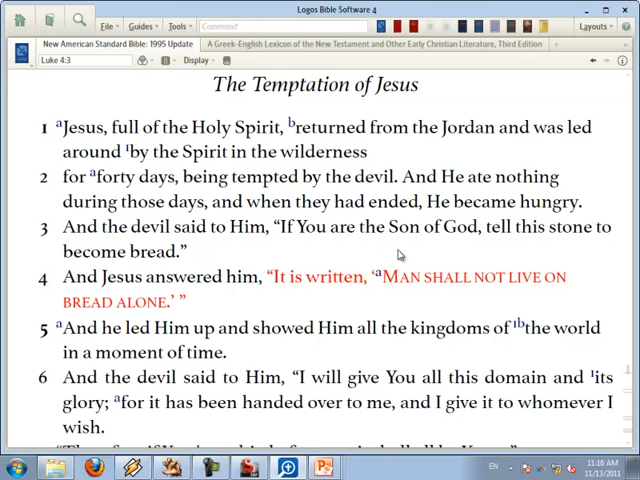 Logos Bible Software 4
File Guides Tools Command Layouts
New American Standard Bible: 1995 Update A Greek-English Lexicon of the New Testament and Other Early Christian Literature, Third Edition
Luke 4:3 Display
The Temptation of Jesus
1 aJesus, full of the Holy Spirit, breturned from the Jordan and was led
around 1by the Spirit in the wilderness
2 for aforty days, being tempted by the devil. And He ate nothing
during those days, and when they had ended, He became hungry.
3 And the devil said to Him, “If You are the Son of God, tell this stone to
become bread.”
4 And Jesus answered him, “It is written, ‘aMAN SHALL NOT LIVE ON
BREAD ALONE.’ ”
5 aAnd he led Him up and showed Him all the kingdoms of 1bthe world
in a moment of time.
6 And the devil said to Him, “I will give You all this domain and 1its
glory; afor it has been handed over to me, and I give it to whomever I
wish.
EN 11:16 AM
11/13/2011